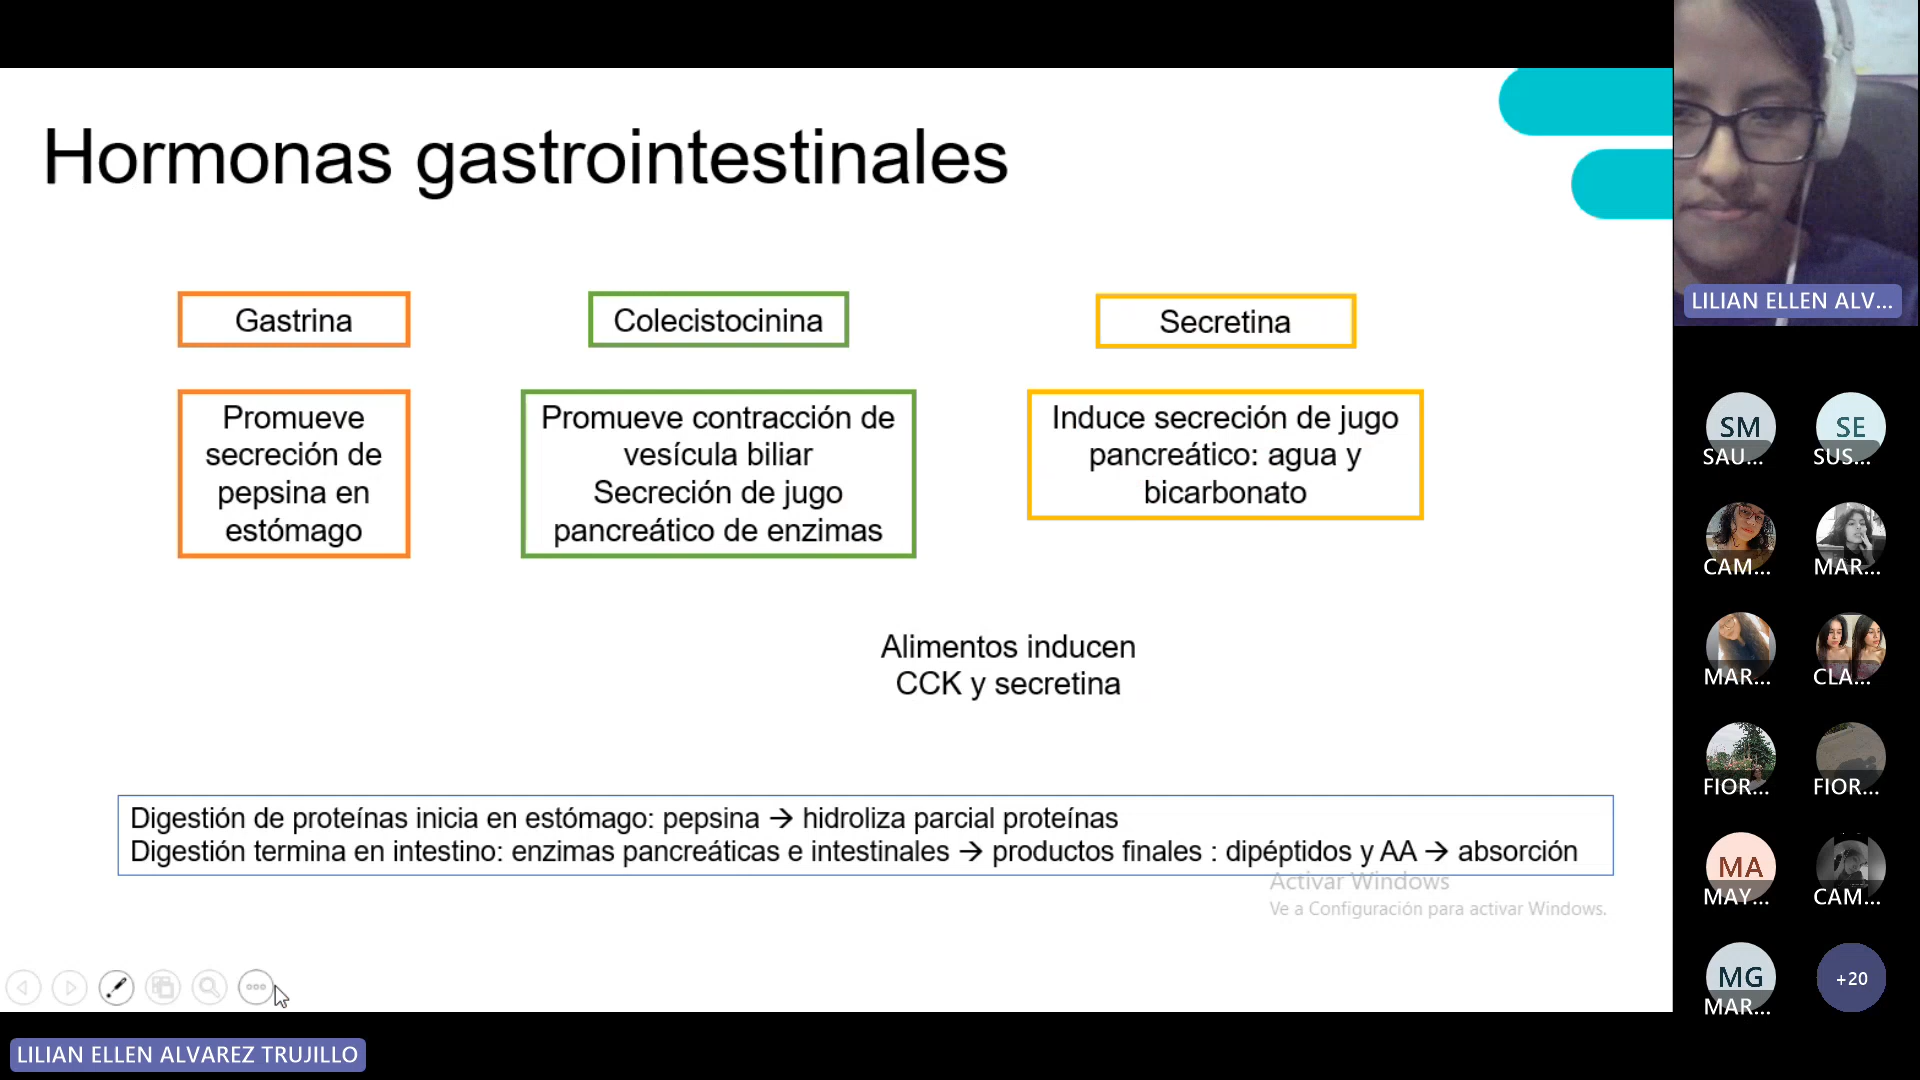 Hormonas gastrointestinales
Gastrina
Colecistocinina
Secretina
Promueve
secreción de
pepsina en
estómago
Promueve contracción de
vesícula biliar
Secreción de jugo
pancreático de enzimas
Induce secreción de jugo
pancreático: agua y
bicarbonato
Alimentos inducen
CCK y secretina
Digestión de proteínas inicia en estómago: pepsina → hidroliza parcial proteínas
Digestión termina en intestino: enzimas pancreáticas e intestinales → productos finales : dipéptidos y AA → absorción
Activar Windows
Ve a Configuración para activar Windows.
LILIAN ELLEN ALVAREZ TRUJILLO
LILIAN ELLEN ALV...
SM
SAU...
SE
SUS...
CAM...
MAR...
MAR...
CLA...
FIOR...
FIOR...
MA
MAY...
CAM...
MG
MAR...
+20